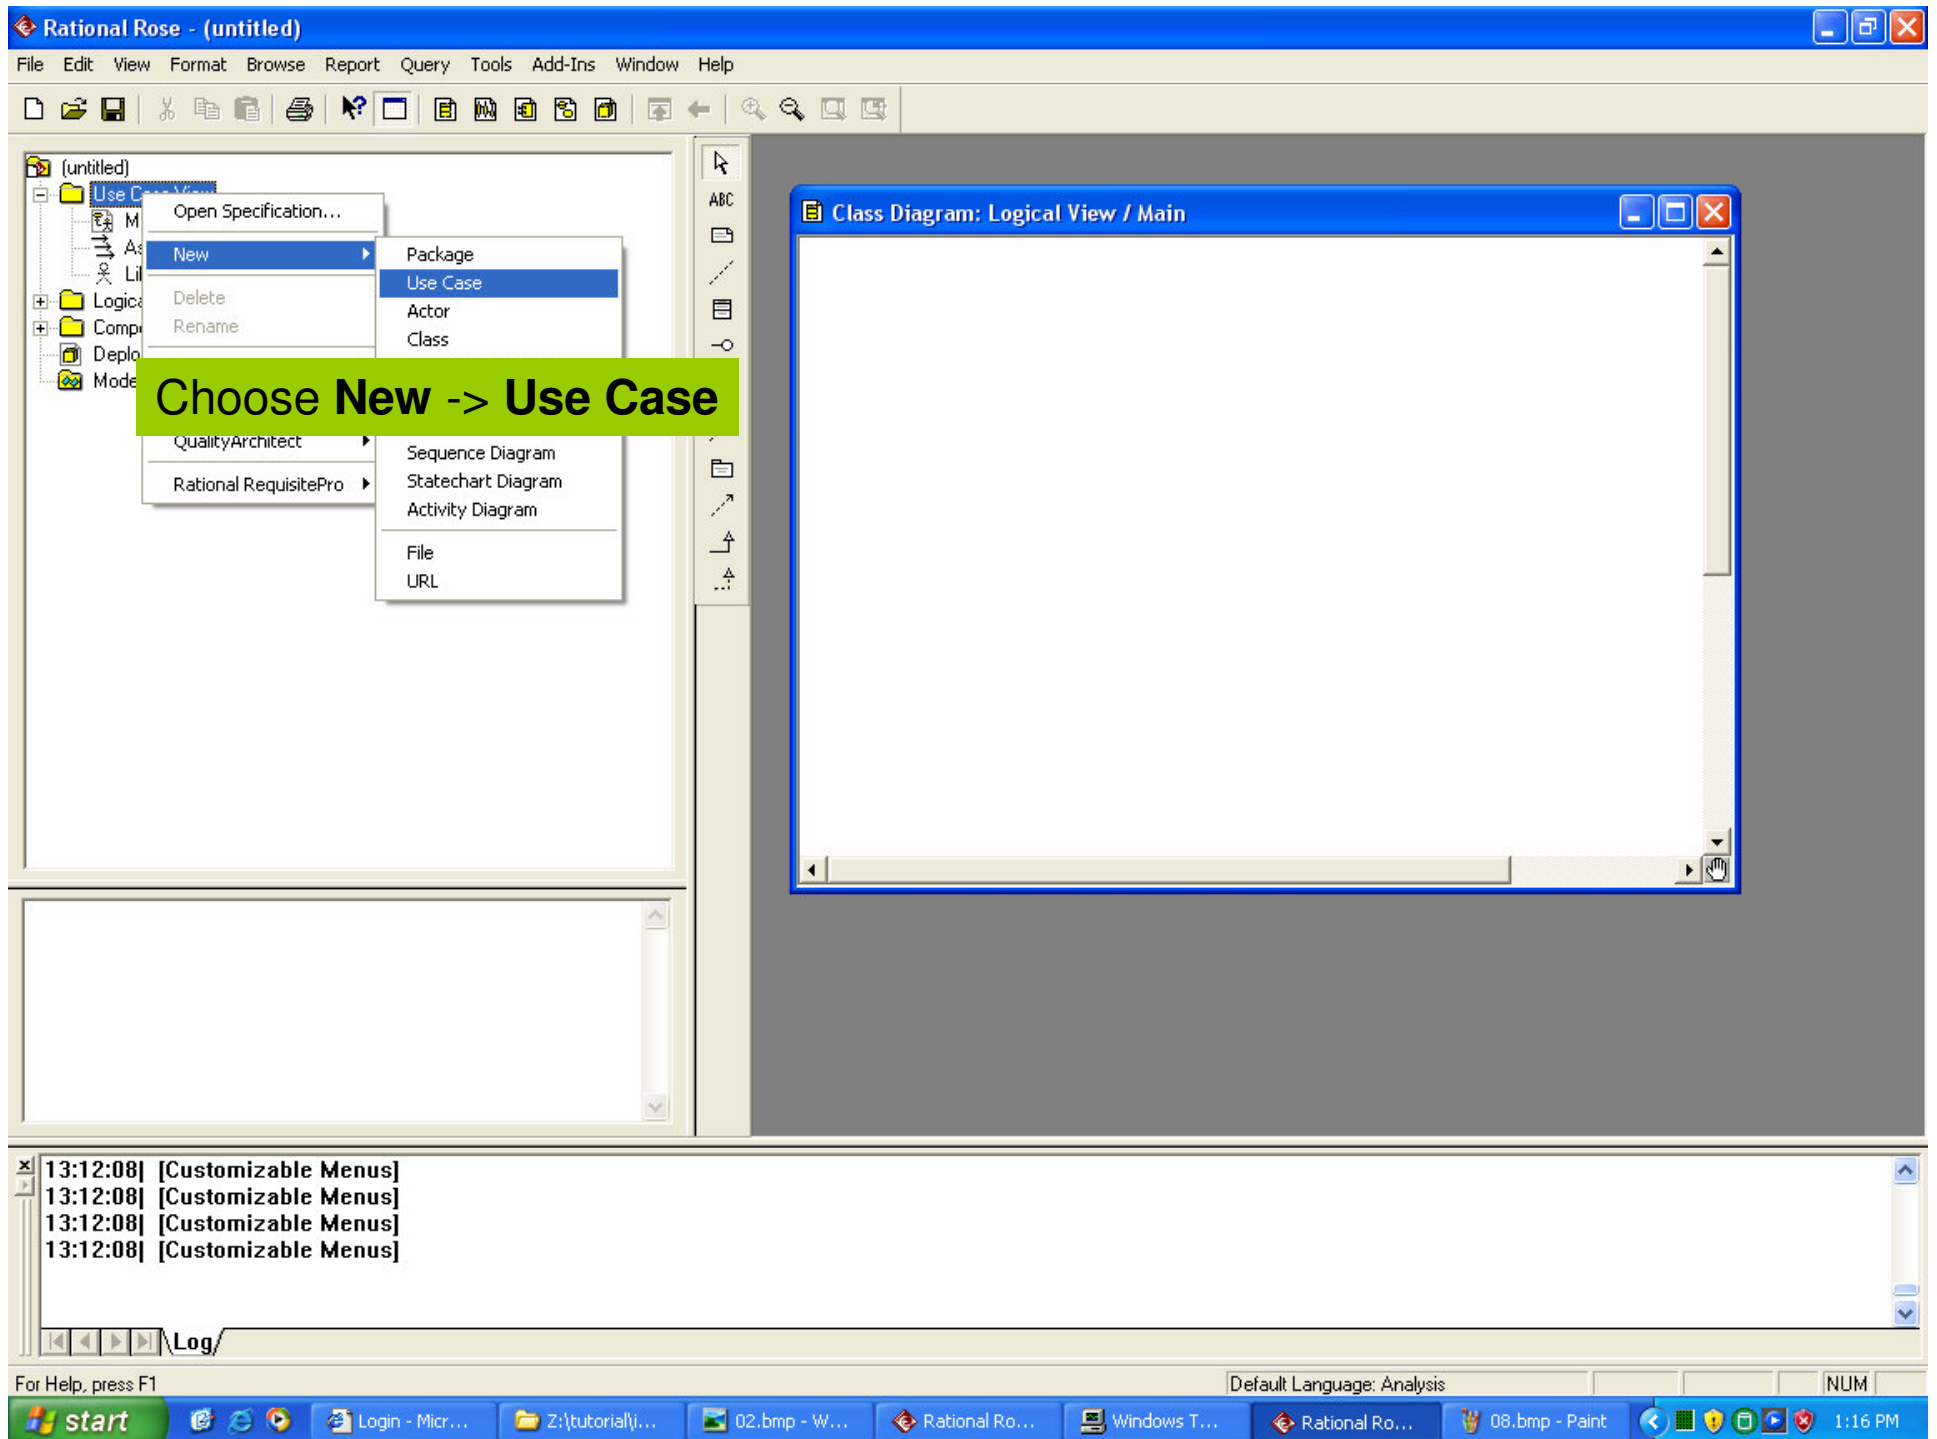 Rational Rose - (untitled)
File Edit View Format Browse Report Query Tools Add-Ins Window Help
(untitled)
Use Case View
Open Specification...
New
Delete
Rename
QualityArchitect
Rational RequisitePro
Package
Use Case
Actor
Class
Choose New -> Use Case
Sequence Diagram
Statechart Diagram
Activity Diagram
File
URL
ABC
Class Diagram: Logical View / Main
13:12:08| [Customizable Menus]
13:12:08| [Customizable Menus]
13:12:08| [Customizable Menus]
13:12:08| [Customizable Menus]
Log
For Help, press F1
Default Language: Analysis
NUM
start
Login - Micr...
Z:\tutorial\i...
02.bmp - W...
Rational Ro...
Windows T...
Rational Ro...
08.bmp - Paint
1:16 PM